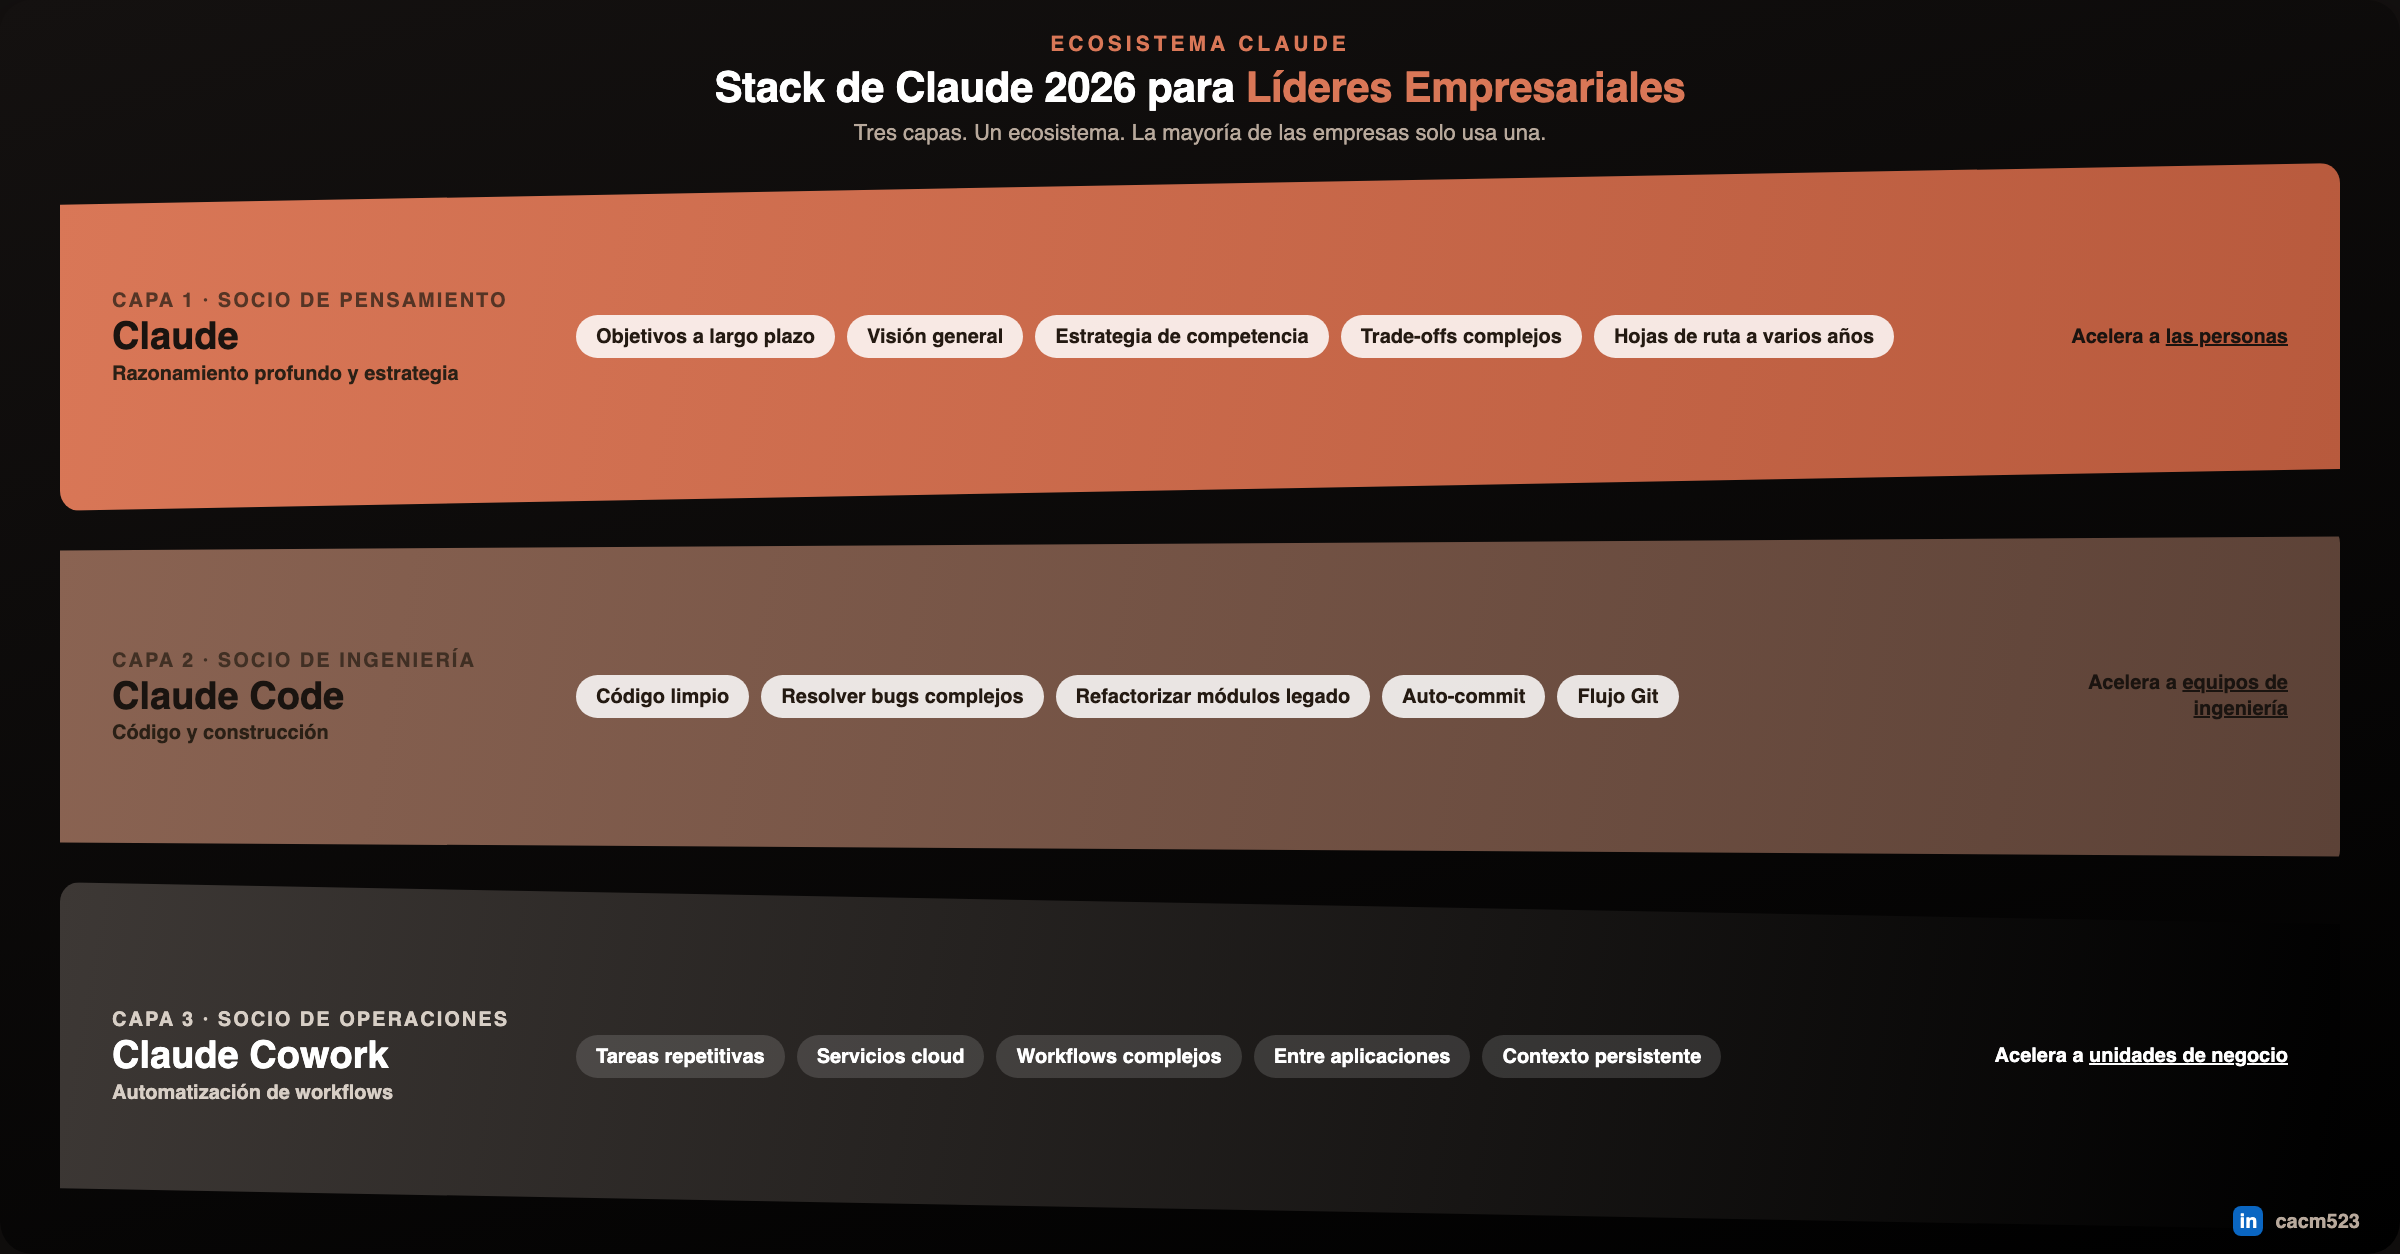 ECOSISTEMA CLAUDE
Stack de Claude 2026 para Líderes Empresariales
Tres capas. Un ecosistema. La mayoría de las empresas solo usa una.
CAPA 1 · SOCIO DE PENSAMIENTO
Claude
Razonamiento profundo y estrategia
Objetivos a largo plazo
Visión general
Estrategia de competencia
Trade-offs complejos
Hojas de ruta a varios años
Acelera a las personas
CAPA 2 · SOCIO DE INGENIERÍA
Claude Code
Código y construcción
Código limpio
Resolver bugs complejos
Refactorizar módulos legado
Auto-commit
Flujo Git
Acelera a equipos de
ingeniería
CAPA 3 · SOCIO DE OPERACIONES
Claude Cowork
Automatización de workflows
Tareas repetitivas
Servicios cloud
Workflows complejos
Entre aplicaciones
Contexto persistente
Acelera a unidades de negocio
in cacm523